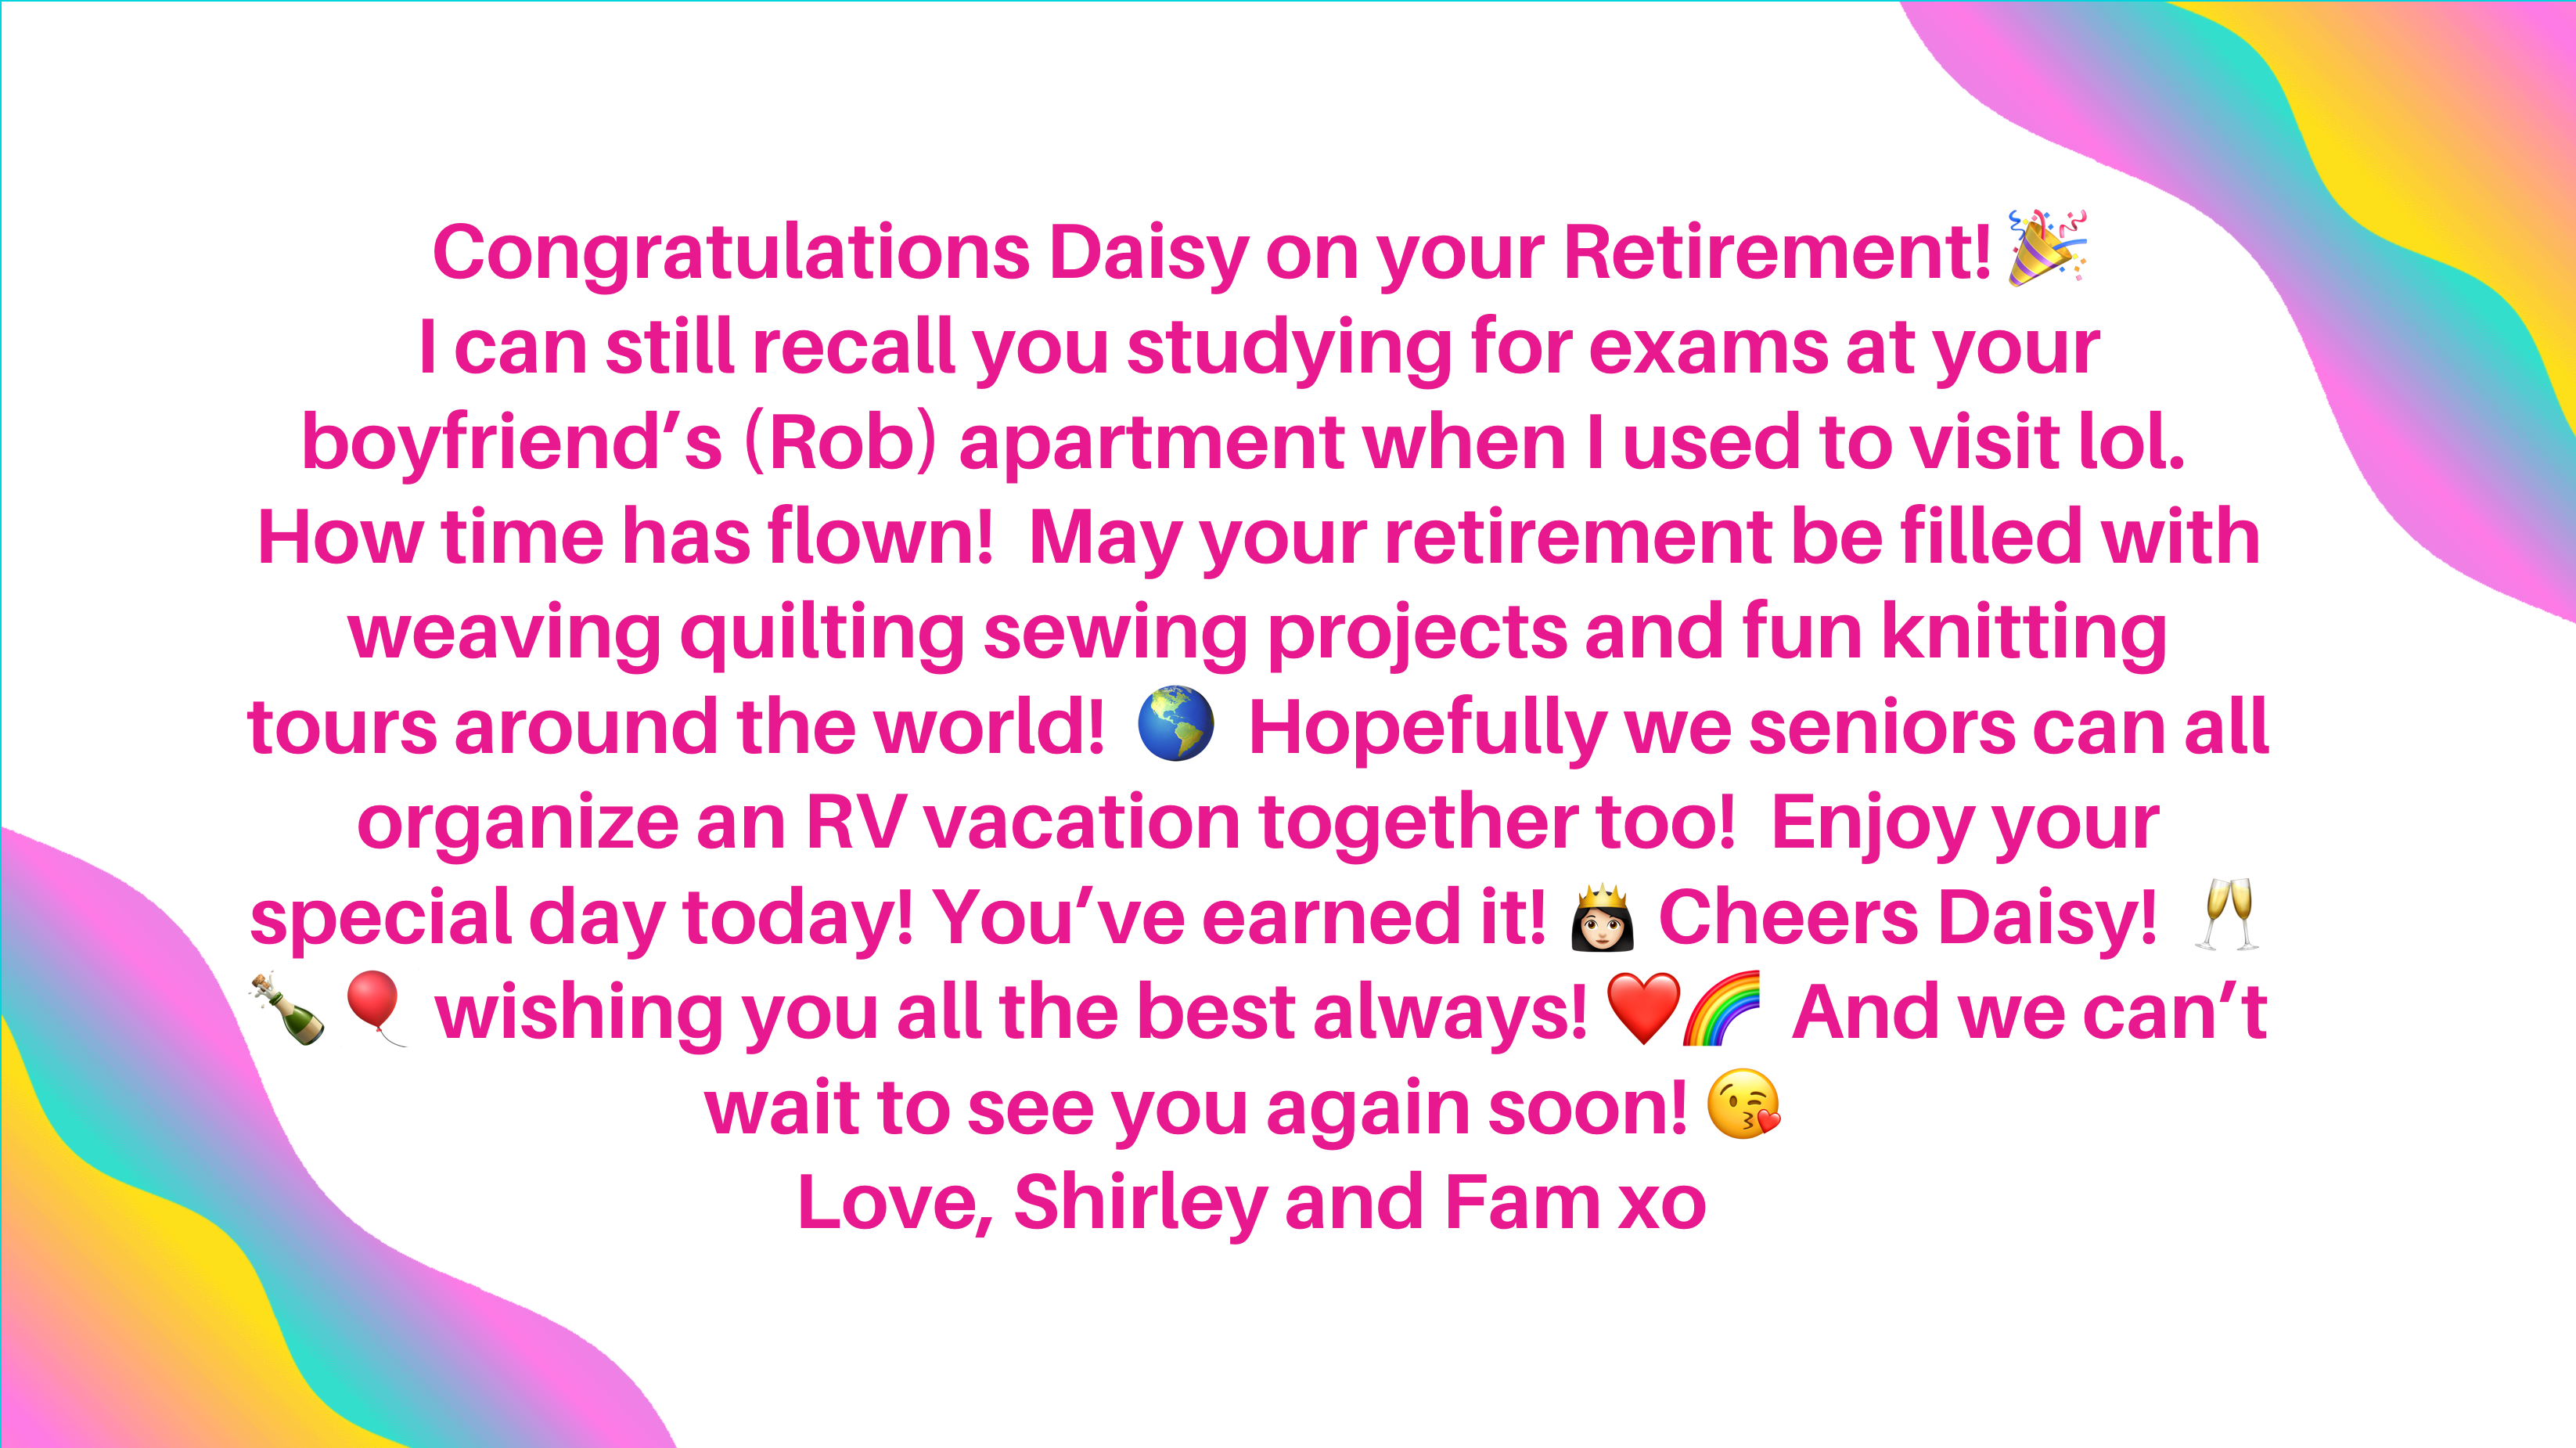 Congratulations Daisy on your Retirement! 🎉
I can still recall you studying for exams at your
boyfriend’s (Rob) apartment when I used to visit lol.
How time has flown!  May your retirement be filled with
weaving quilting sewing projects and fun knitting
tours around the world! 🌎 Hopefully we seniors can all
organize an RV vacation together too!  Enjoy your
special day today! You’ve earned it! 👸🏻 Cheers Daisy! 🥂
🍾🎈 wishing you all the best always! ❤️🌈  And we can’t
wait to see you again soon! 😘
Love, Shirley and Fam xo